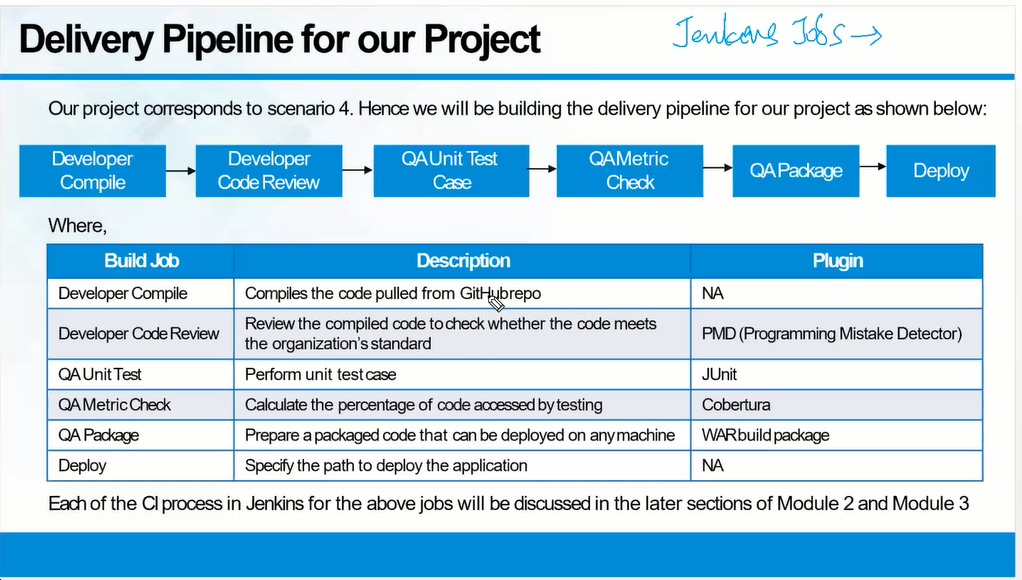 Delivery Pipeline for our Project
Jenkins Jobs →
Our project corresponds to scenario 4. Hence we will be building the delivery pipeline for our project as shown below:
Developer
Compile
Developer
Code Review
QA Unit Test
Case
QA Metric
Check
QA Package
Deploy
Where,
Build Job Description Plugin
Developer Compile Compiles the code pulled from GitHub repo NA
Developer Code Review Review the compiled code to check whether the code meets
the organization's standard PMD (Programming Mistake Detector)
QA Unit Test Perform unit test case JUnit
QA Metric Check Calculate the percentage of code accessed by testing Cobertura
QA Package Prepare a packaged code that can be deployed on any machine WAR build package
Deploy Specify the path to deploy the application NA
Each of the CI process in Jenkins for the above jobs will be discussed in the later sections of Module 2 and Module 3